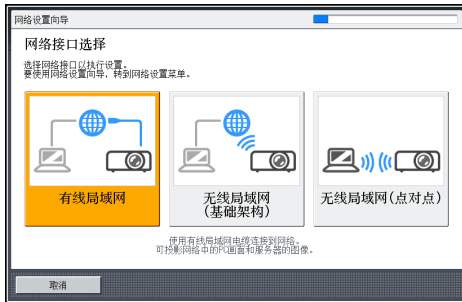 网络设置向导
网络接口选择
选择网络接口以执行设置。
要使用网络设置向导，转到网络设置菜单。
有线局域网
无线局域网
(基础架构)
无线局域网(点对点)
使用有线局域网电缆连接到网络。
可投影网络中的PC画面和服务器的图像。
取消